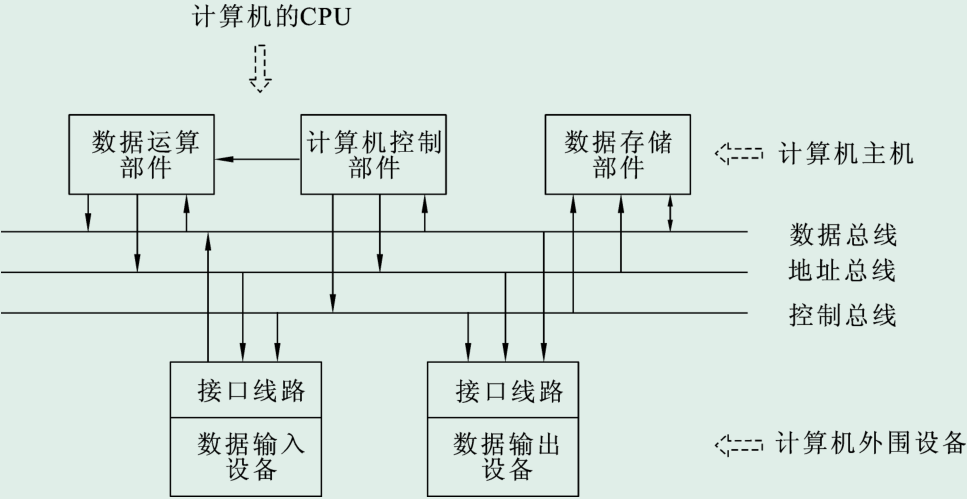 计算机的CPU
数据运算
部件
计算机控制
部件
数据存储
部件
计算机主机
数据总线
地址总线
控制总线
接口线路
数据输入
设备
接口线路
数据输出
设备
计算机外围设备